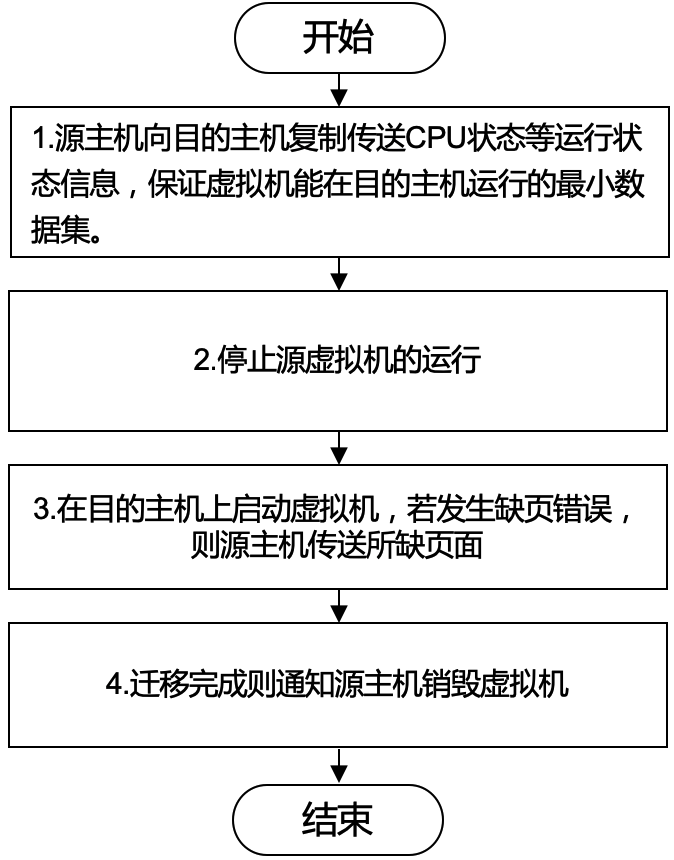 开始
1.源主机向目的主机复制传送CPU状态等运行状
态信息，保证虚拟机能在目的主机运行的最小数
据集。
2.停止源虚拟机的运行
3.在目的主机上启动虚拟机，若发生缺页错误，
则源主机传送所缺页面
4.迁移完成则通知源主机销毁虚拟机
结束